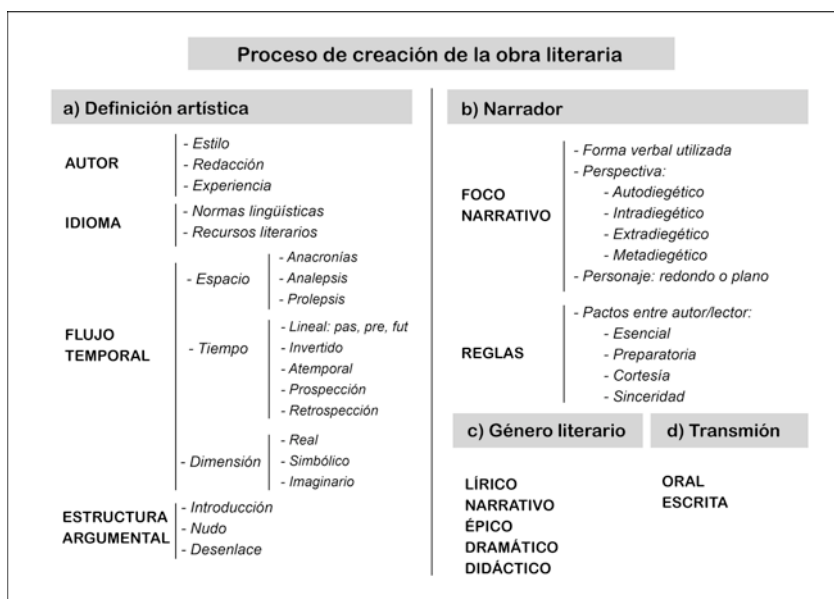 Proceso de creación de la obra literaria
a) Definición artística
AUTOR
- Estilo
- Redacción
- Experiencia
IDIOMA
- Normas lingüísticas
- Recursos literarios
FLUJO
TEMPORAL
- Espacio
- Anacronías
- Analepsis
- Prolepsis
- Tiempo
- Lineal: pas, pre, fut
- Invertido
- Atemporal
- Prospección
- Retrospección
- Dimensión
- Real
- Simbólico
- Imaginario
ESTRUCTURA
ARGUMENTAL
- Introducción
- Nudo
- Desenlace
b) Narrador
FOCO
NARRATIVO
- Forma verbal utilizada
- Perspectiva:
- Autodiegético
- Intradiegético
- Extradiegético
- Metadiegético
- Personaje: redondo o plano
REGLAS
- Pactos entre autor/lector:
- Esencial
- Preparatoria
- Cortesía
- Sinceridad
c) Género literario
LÍRICO
NARRATIVO
ÉPICO
DRAMÁTICO
DIDÁCTICO
d) Transmión
ORAL
ESCRITA